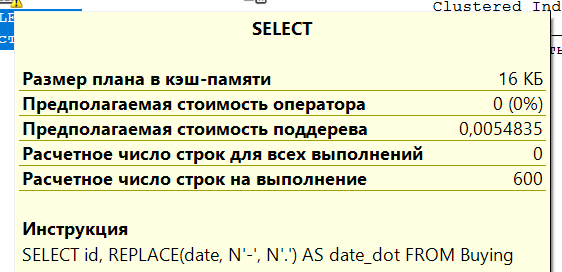 Clustered Ind
SELECT
Размер плана в кэш-памяти 16 КБ
Предполагаемая стоимость оператора 0 (0%)
Предполагаемая стоимость поддерева 0,0054835
Расчетное число строк для всех выполнений 0
Расчетное число строк на выполнение 600
Инструкция
SELECT id, REPLACE(date, N'-', N'.') AS date_dot FROM Buying